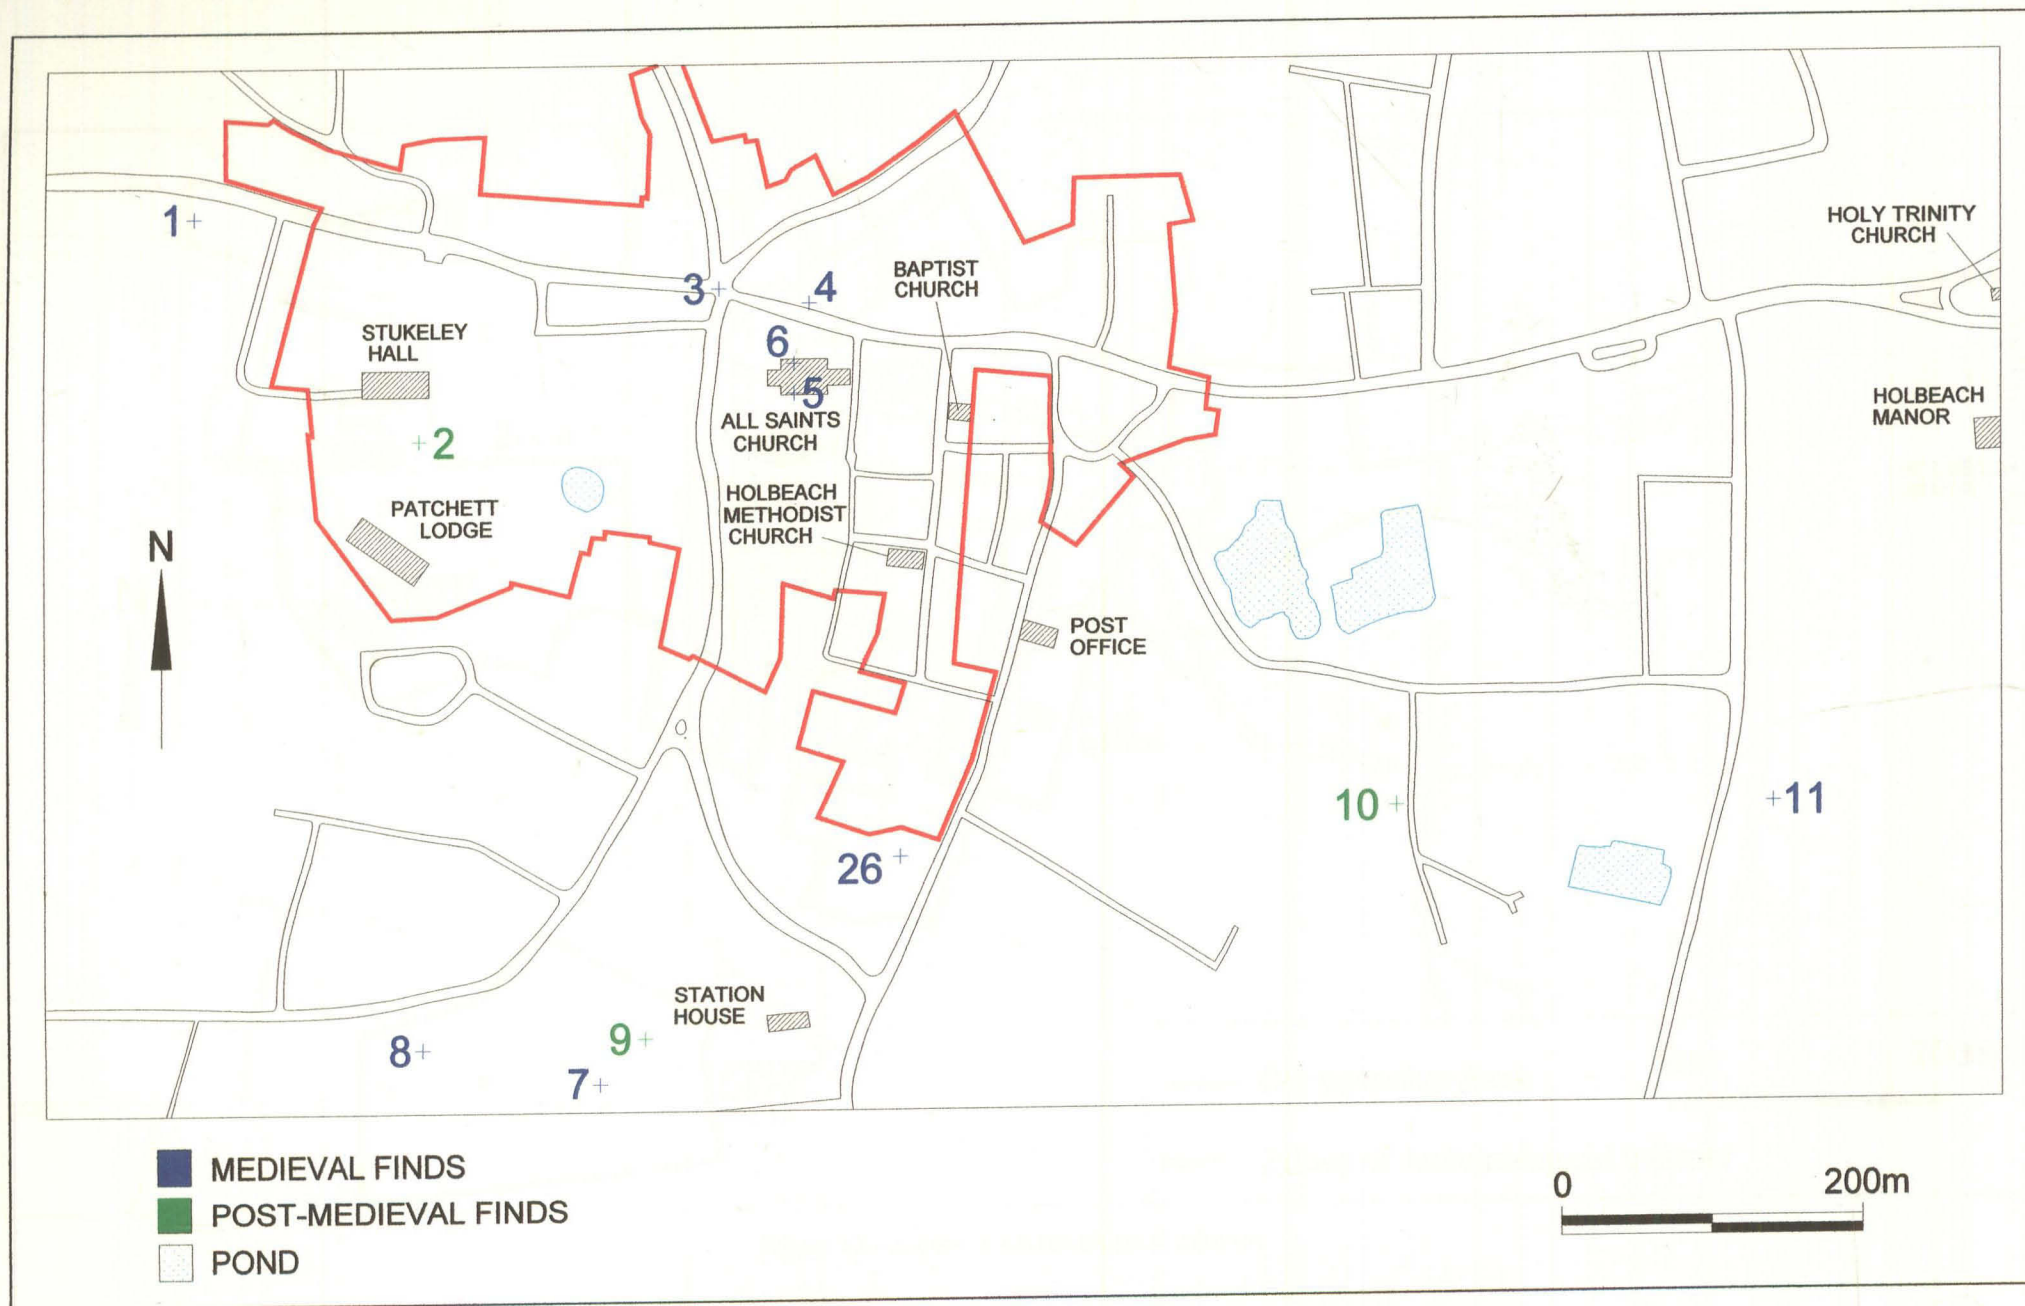 HOLY TRINITY
CHURCH
1
3
4
BAPTIST
CHURCH
STUKELEY
HALL
6
5
ALL SAINTS
CHURCH
HOLBEACH
MANOR
2
PATCHETT
LODGE
HOLBEACH
METHODIST
CHURCH
N
POST
OFFICE
10
11
26
STATION
HOUSE
8
9
7
MEDIEVAL FINDS
POST-MEDIEVAL FINDS
POND
0
200m